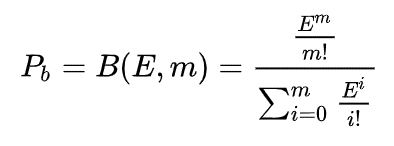 P_b = B(E, m) = \frac{\frac{E^m}{m!}}{\sum_{i=0}^{m} \frac{E^i}{i!}}